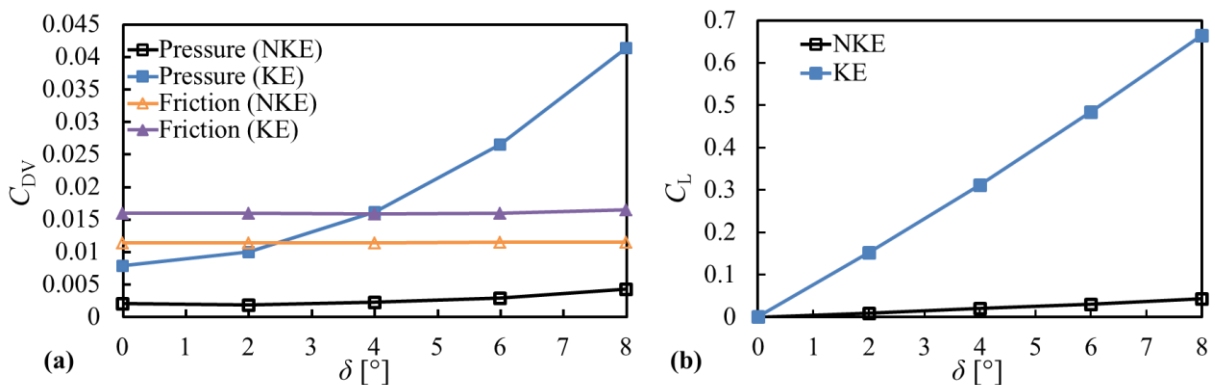 0.045
0.04
0.035
0.03
0.025
0.02
0.015
0.01
0.005
0
C_DV
Pressure (NKE)
Pressure (KE)
Friction (NKE)
Friction (KE)
0 1 2 3 4 5 6 7 8
δ [°]
(a)
0.7
0.6
0.5
0.4
0.3
0.2
0.1
0
C_L
NKE
KE
0 1 2 3 4 5 6 7 8
δ [°]
(b)